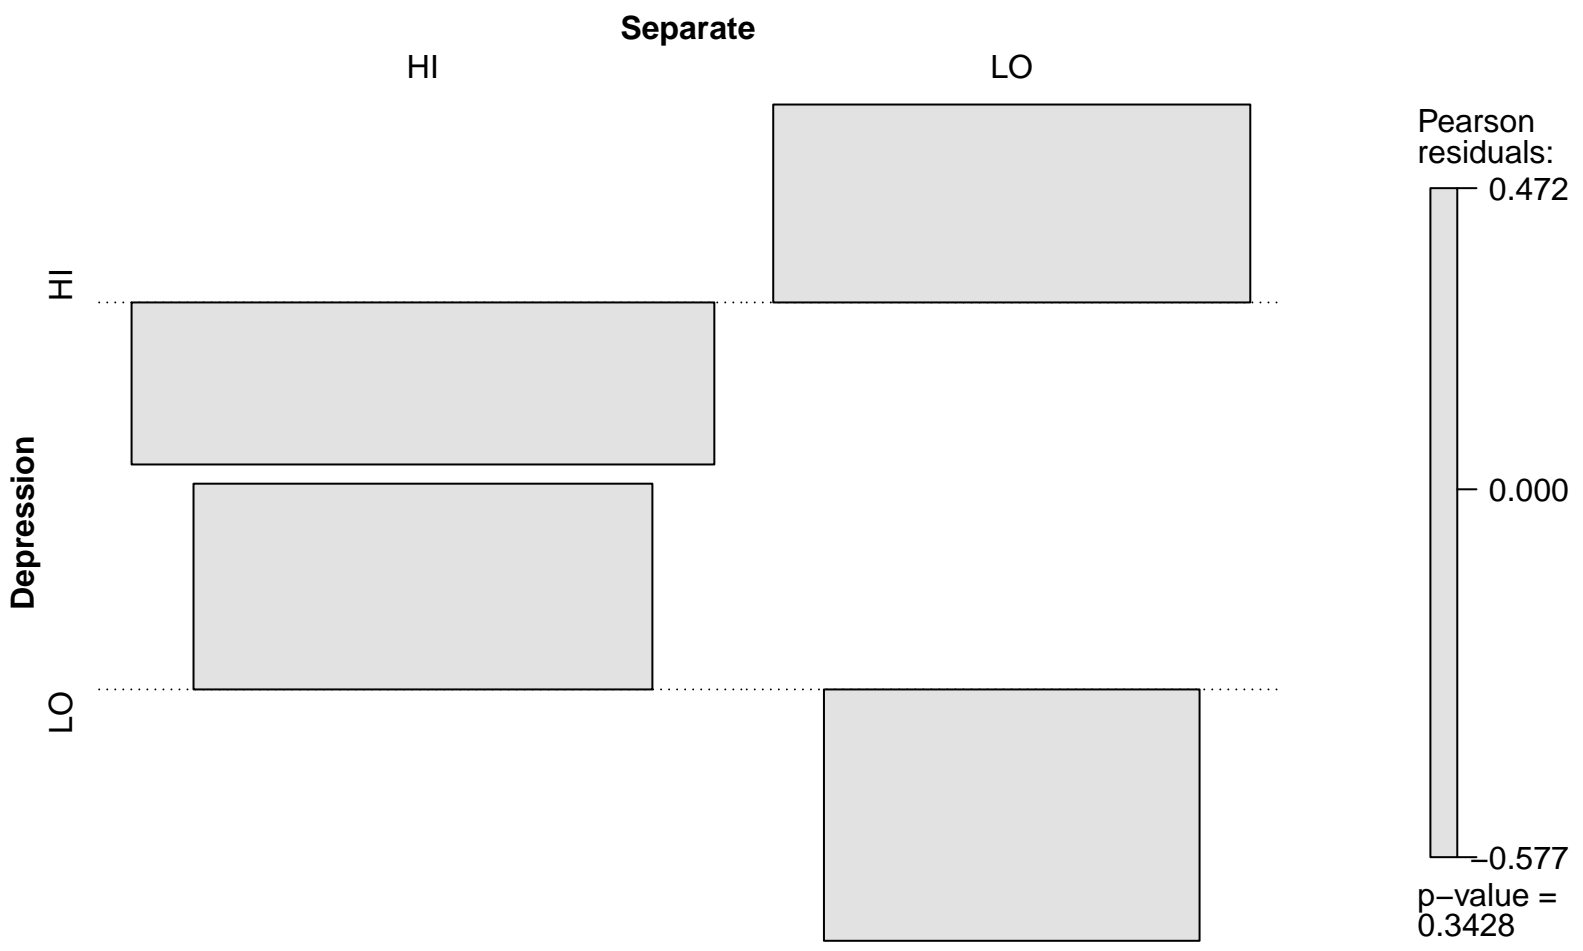 Separate
HI
LO
Depression
HI
LO
Pearson
residuals:
0.472
0.000
−0.577
p−value =
0.3428